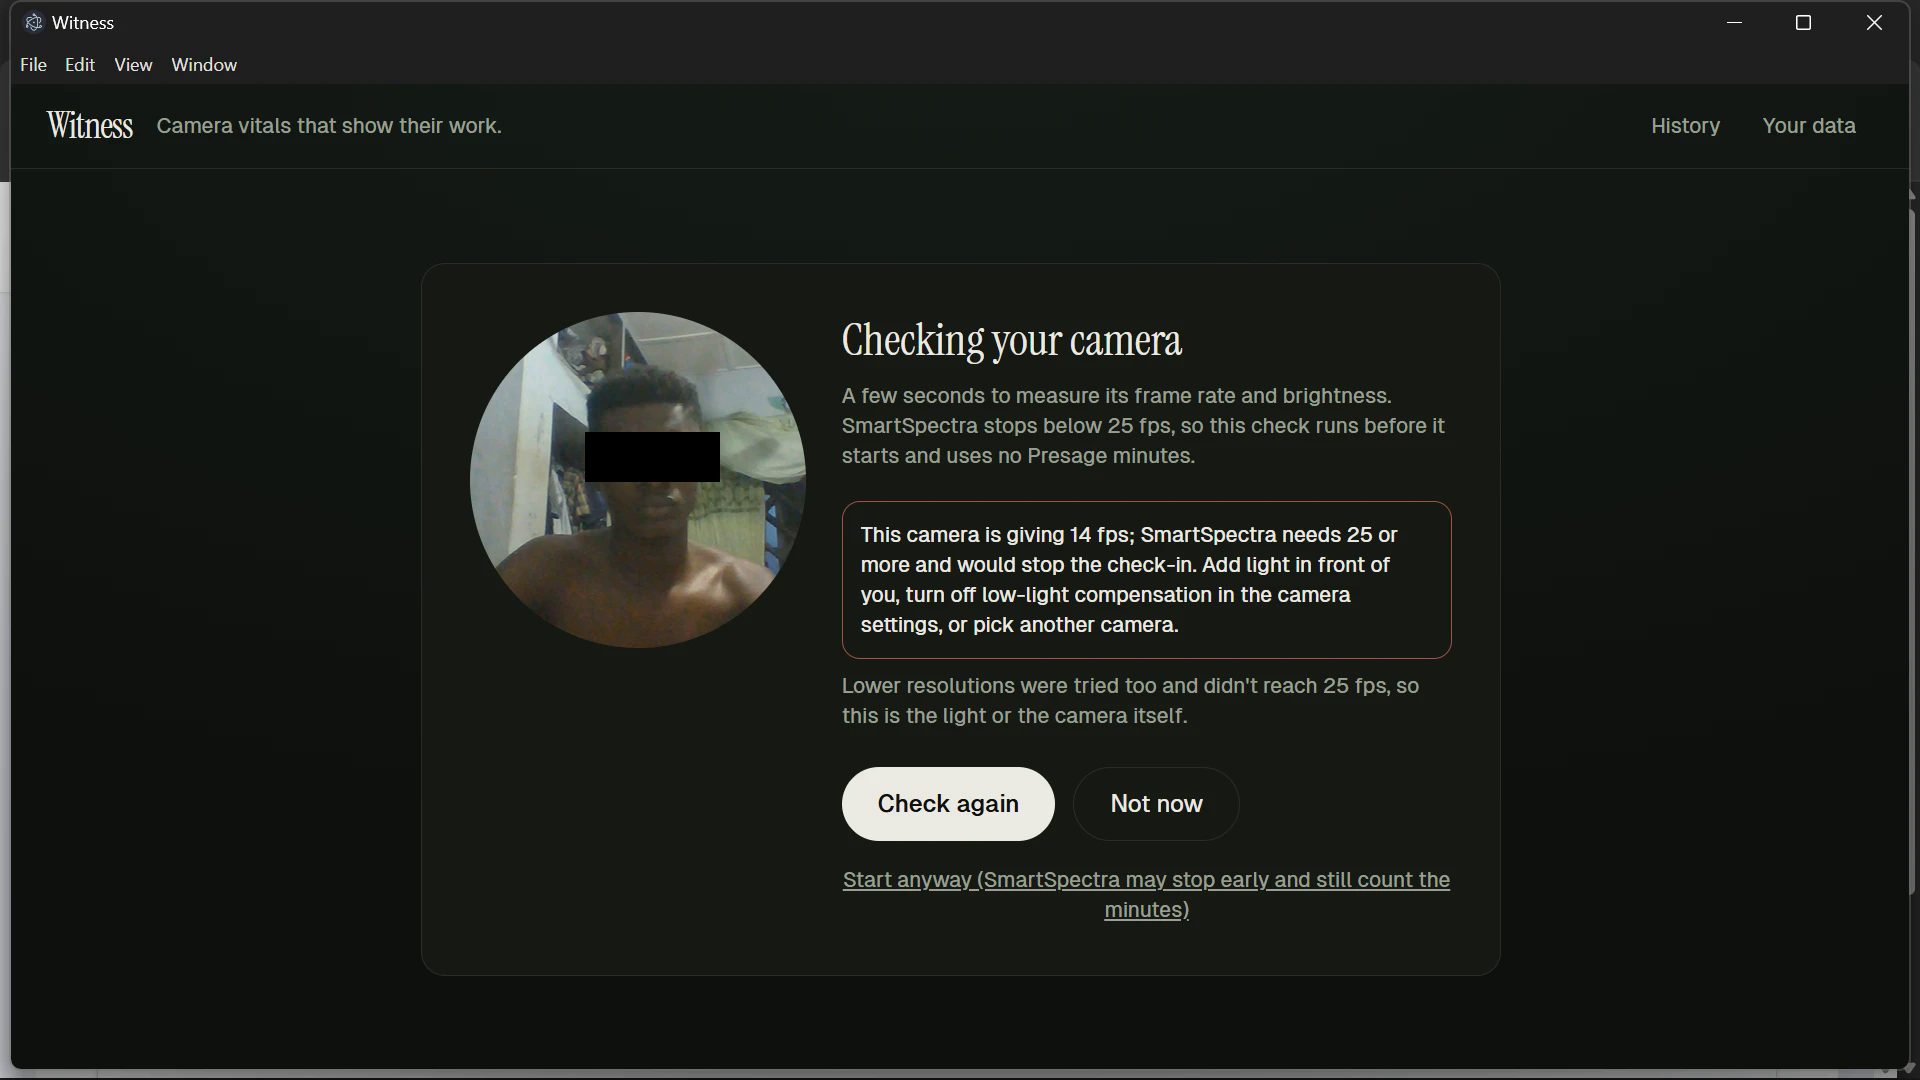 Witness
File Edit View Window
Witness Camera vitals that show their work. History Your data
Checking your camera
A few seconds to measure its frame rate and brightness.
SmartSpectra stops below 25 fps, so this check runs before it
starts and uses no Presage minutes.
This camera is giving 14 fps; SmartSpectra needs 25 or
more and would stop the check-in. Add light in front of
you, turn off low-light compensation in the camera
settings, or pick another camera.
Lower resolutions were tried too and didn't reach 25 fps, so
this is the light or the camera itself.
Check again Not now
Start anyway (SmartSpectra may stop early and still count the
minutes)